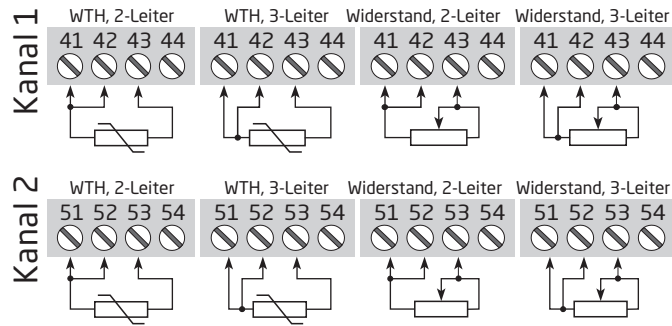 Kanal 1
WTH, 2-Leiter WTH, 3-Leiter Widerstand, 2-Leiter Widerstand, 3-Leiter
41 42 43 44 41 42 43 44 41 42 43 44 41 42 43 44
Kanal 2
WTH, 2-Leiter WTH, 3-Leiter Widerstand, 2-Leiter Widerstand, 3-Leiter
51 52 53 54 51 52 53 54 51 52 53 54 51 52 53 54